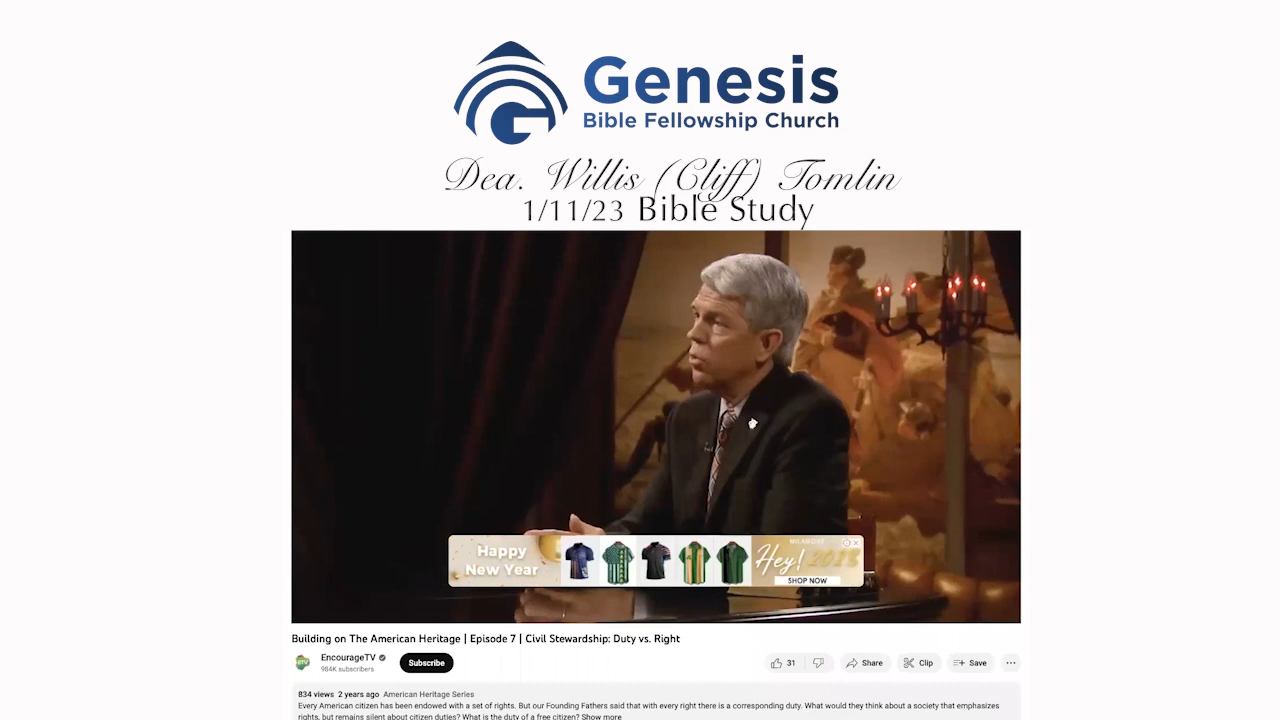 Genesis
Bible Fellowship Church
Dea. Willis (Cliff) Tomlin
1/11/23 Bible Study
Happy
New Year
Hey! 
SHOP NOW
Building on The American Heritage | Episode 7 | Civil Stewardship: Duty vs. Right
EncourageTV
984K subscribers
Subscribe
31
Share
Clip
Save
834 views 2 years ago American Heritage Series
Every American citizen has been endowed with a set of rights. But our Founding Fathers said that with every right there is a corresponding duty. What would they think about a society that emphasizes
rights, but remains silent about citizen duties? What is the duty of a free citizen? Show more